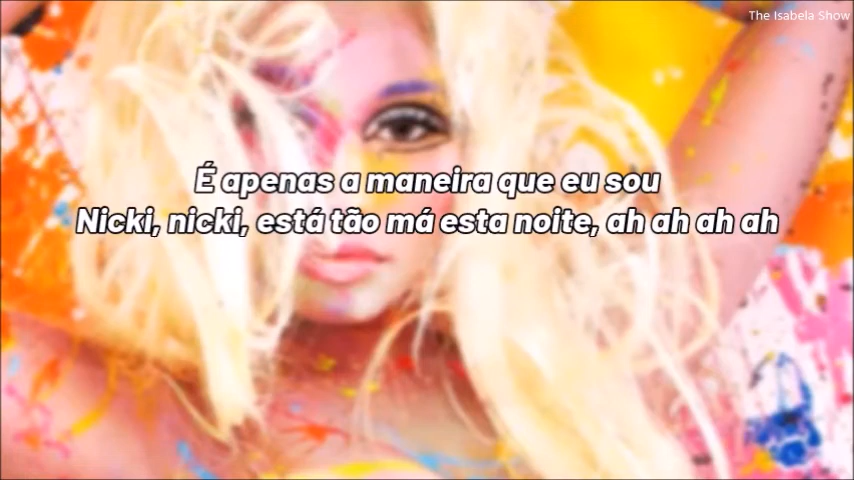 The Isabela Show
É apenas a maneira que eu sou
Nicki, nicki, está tão má esta noite, ah ah ah ah